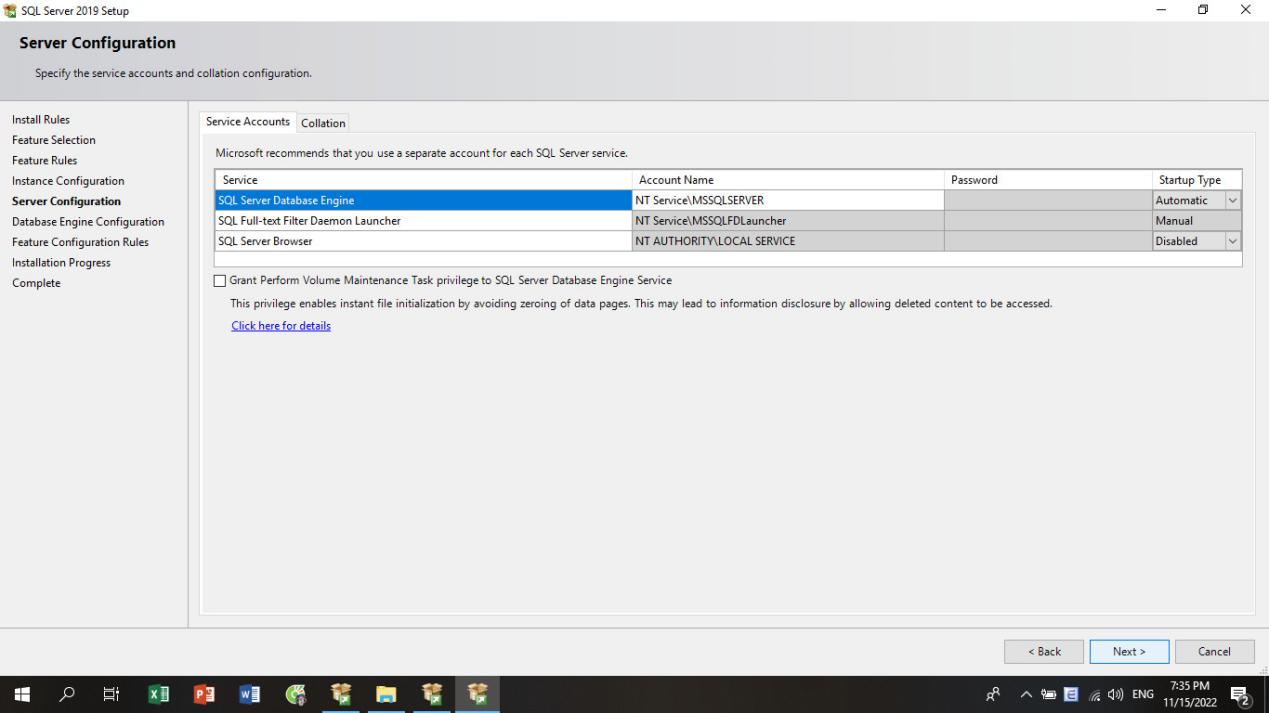 SQL Server 2019 Setup
Server Configuration
Specify the service accounts and collation configuration.
Install Rules
Feature Selection
Feature Rules
Instance Configuration
Server Configuration
Database Engine Configuration
Feature Configuration Rules
Installation Progress
Complete
Service Accounts Collation
Microsoft recommends that you use a separate account for each SQL Server service.
Service Account Name Password Startup Type
SQL Server Database Engine NT Service\MSSQLSERVER Automatic
SQL Full-text Filter Daemon Launcher NT Service\MSSQLFDLauncher Manual
SQL Server Browser NT AUTHORITY\LOCAL SERVICE Disabled
Grant Perform Volume Maintenance Task privilege to SQL Server Database Engine Service
This privilege enables instant file initialization by avoiding zeroing of data pages. This may lead to information disclosure by allowing deleted content to be accessed.
Click here for details
< Back Next > Cancel
ENG 7:35 PM
11/15/2022 2